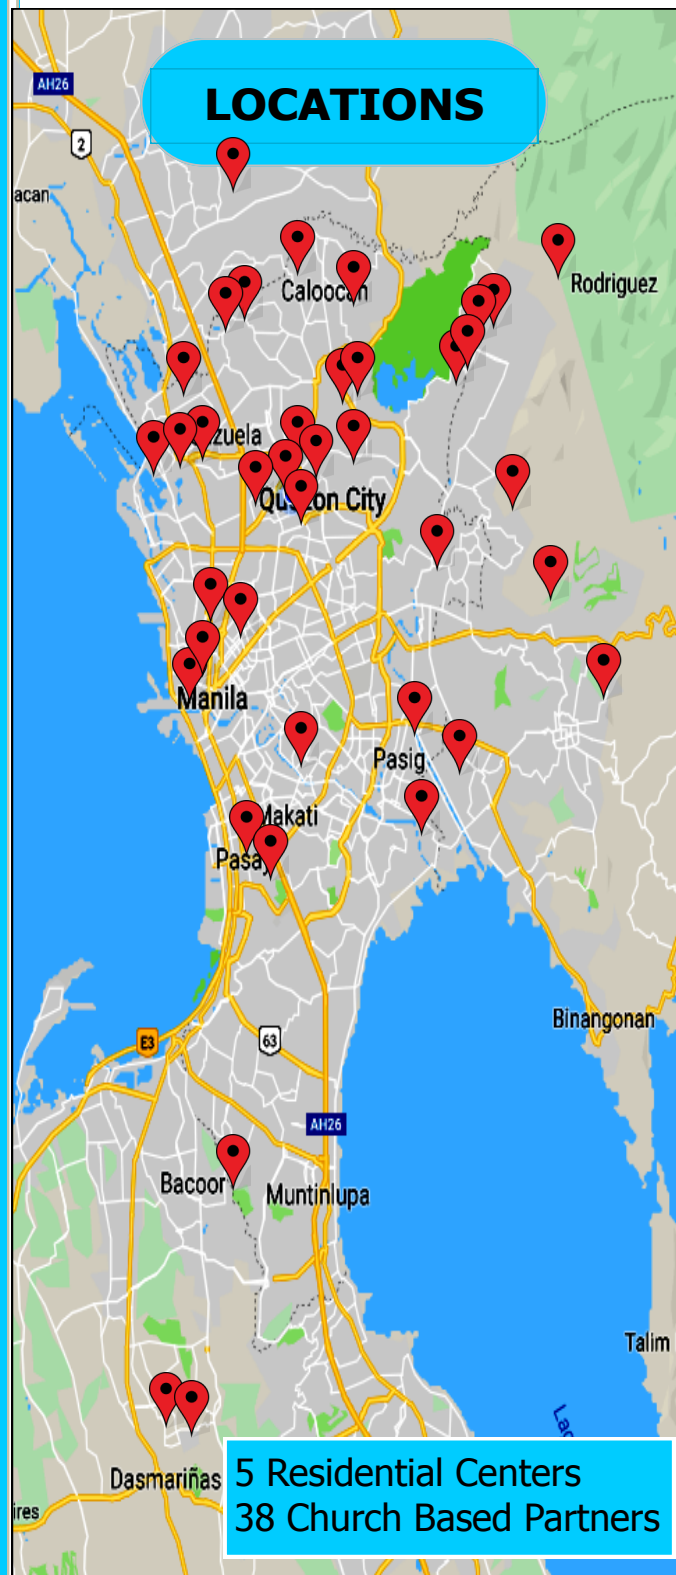 LOCATIONS
AH26
2
acan
Rodriguez
Caloocan
zuela
Quezon City
Manila
Pasig
Makati
Pasay
Binangonan
E3
63
AH26
Bacoor
Muntinlupa
Talim
Lac
Dasmariñas
5 Residential Centers
38 Church Based Partners
ires